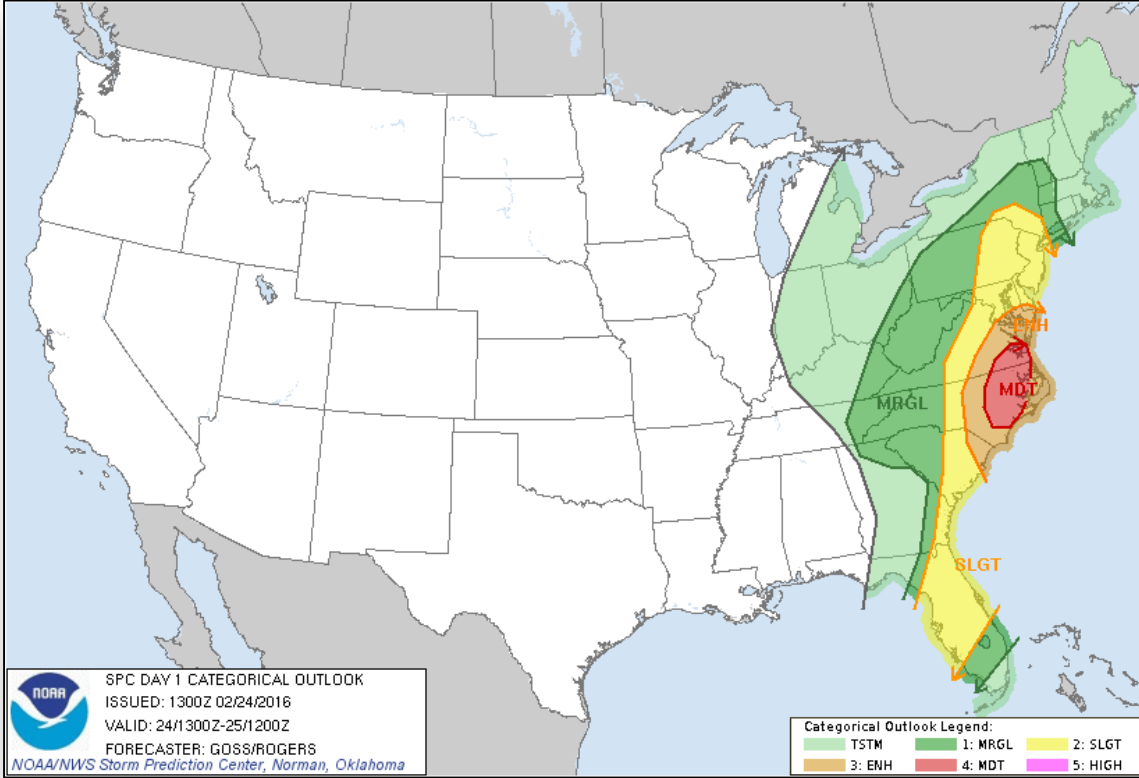 ENH
MDT
MRGL
SLGT
NOAA
SPC DAY 1 CATEGORICAL OUTLOOK
ISSUED: 1300Z 02/24/2016
VALID: 24/1300Z-25/1200Z
FORECASTER: GOSS/ROGERS
NOAA/NWS Storm Prediction Center, Norman, Oklahoma
Categorical Outlook Legend:
TSTM 1: MRGL 2: SLGT
3: ENH 4: MDT 5: HIGH